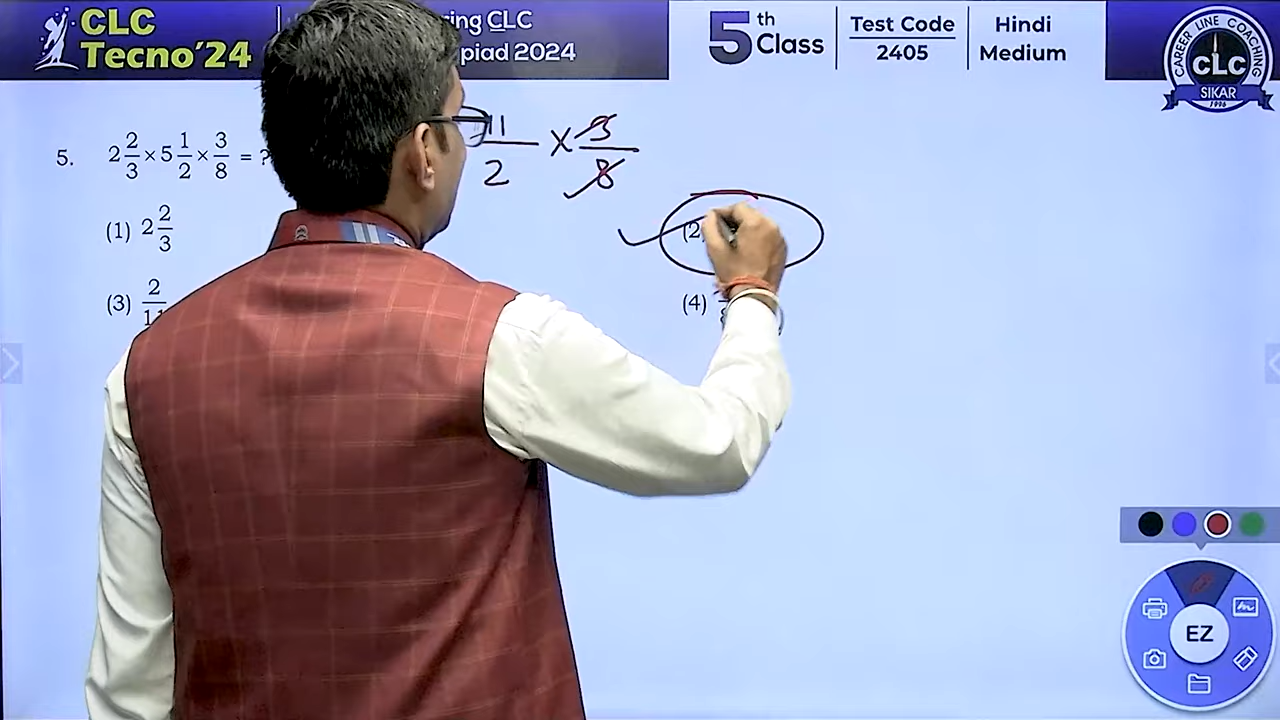 CLC
Tecno'24
CLC
2024
5th Class
Test Code
2405
Hindi
Medium
CAREER LINE COACHING
CLC
SIKAR
1996
5. 2 2/3 × 5 1/2 × 3/8 = ?
11/2 × 3/8
(1) 2 2/3
(2
(3) 2/11
(4)
EZ